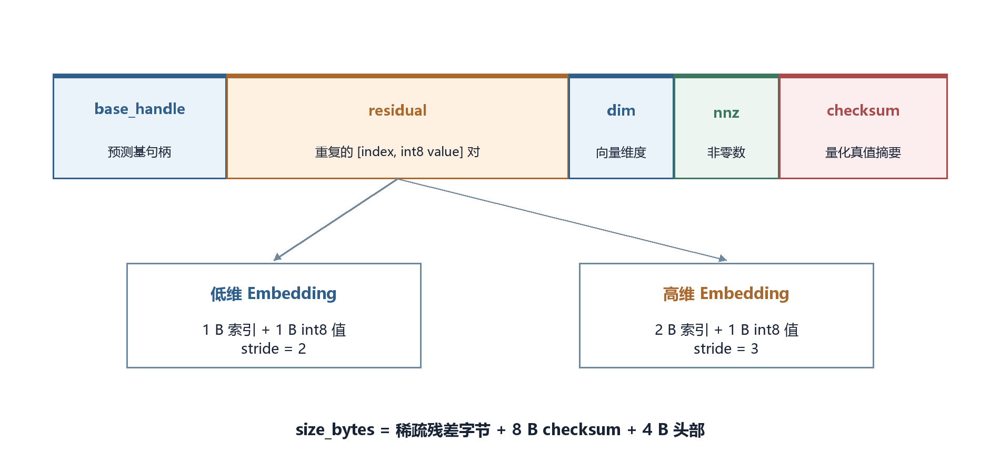 base_handle
预测基句柄
residual
重复的 [index, int8 value] 对
dim
向量维度
nnz
非零数
checksum
量化真值摘要
低维 Embedding
1 B 索引 + 1 B int8 值
stride = 2
高维 Embedding
2 B 索引 + 1 B int8 值
stride = 3
size_bytes = 稀疏残差字节 + 8 B checksum + 4 B 头部